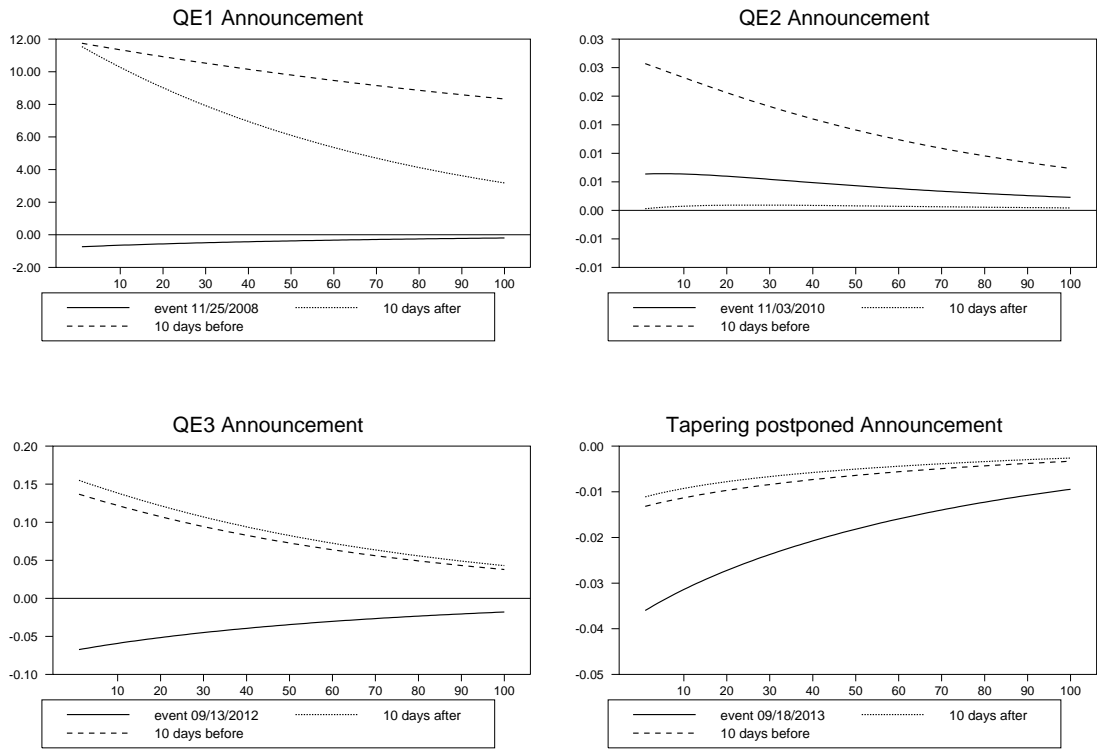 QE1 Announcement
12.00
10.00
8.00
6.00
4.00
2.00
0.00
-2.00
10 20 30 40 50 60 70 80 90 100
event 11/25/2008 10 days after
10 days before
QE2 Announcement
0.03
0.03
0.02
0.01
0.01
0.01
0.00
-0.01
-0.01
10 20 30 40 50 60 70 80 90 100
event 11/03/2010 10 days after
10 days before
QE3 Announcement
0.20
0.15
0.10
0.05
0.00
-0.05
-0.10
10 20 30 40 50 60 70 80 90 100
event 09/13/2012 10 days after
10 days before
Tapering postponed Announcement
0.00
-0.01
-0.02
-0.03
-0.04
-0.05
10 20 30 40 50 60 70 80 90 100
event 09/18/2013 10 days after
10 days before